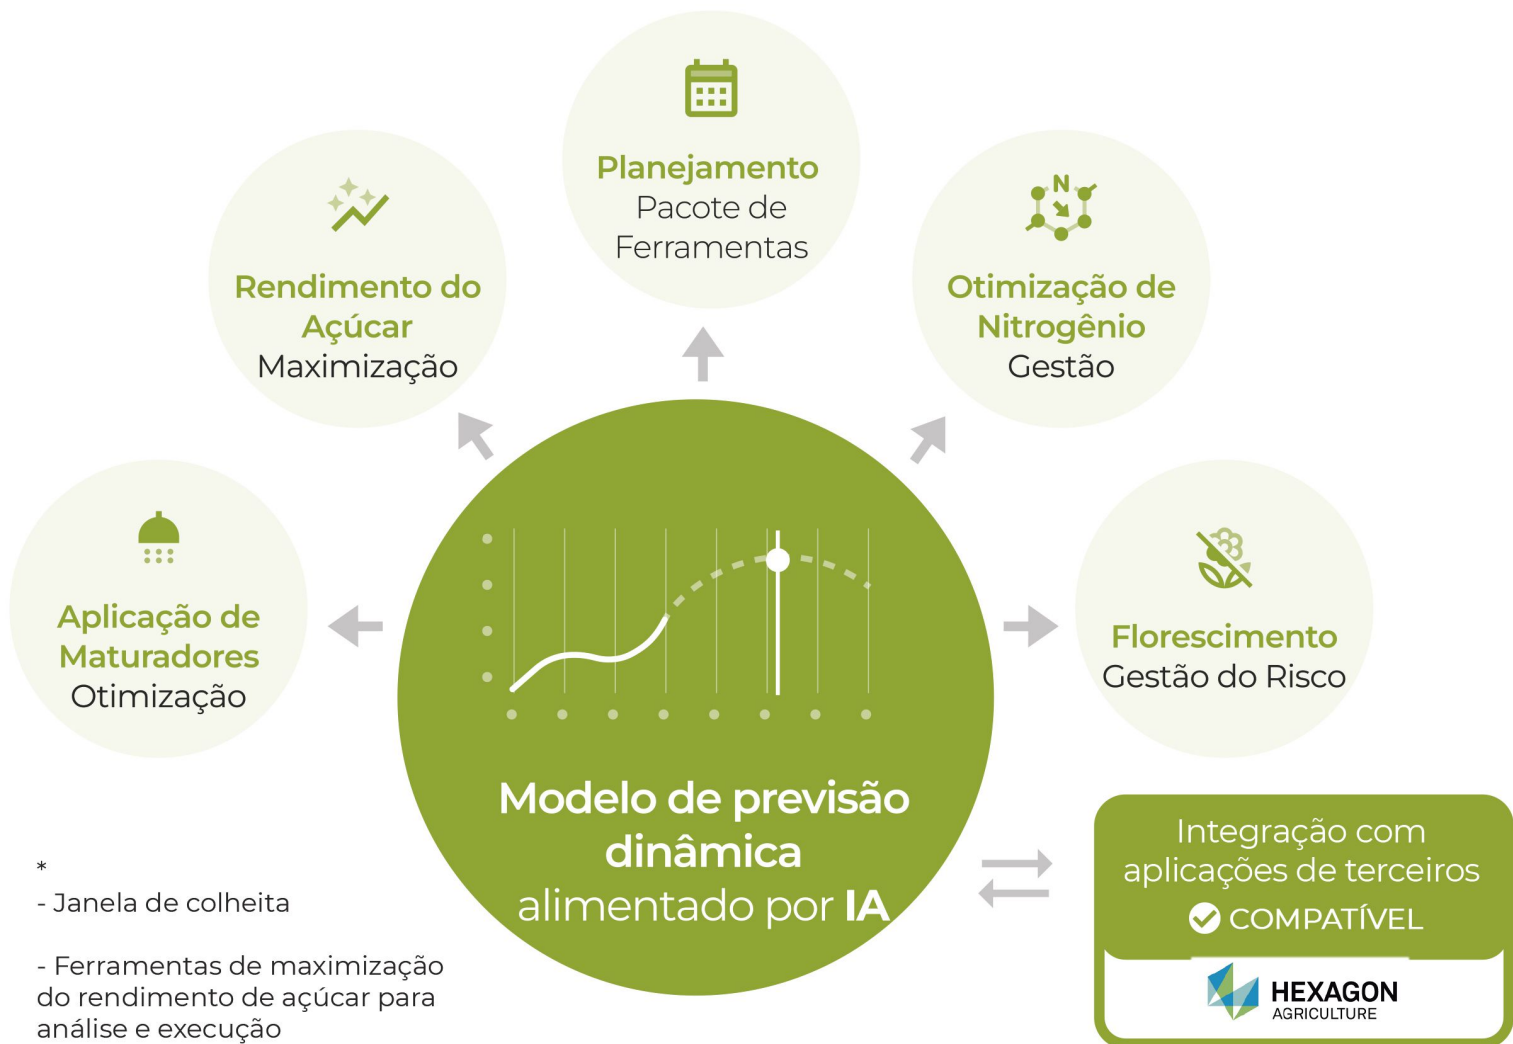 Planejamento
Pacote de
Ferramentas
Rendimento do
Açúcar
Maximização
N
Otimização de
Nitrogênio
Gestão
Aplicação de
Maturadores
Otimização
Florescimento
Gestão do Risco
Modelo de previsão
dinâmica
alimentado por IA
*
- Janela de colheita
- Ferramentas de maximização
do rendimento de açúcar para
análise e execução
Integração com
aplicações de terceiros
COMPATÍVEL
HEXAGON
AGRICULTURE